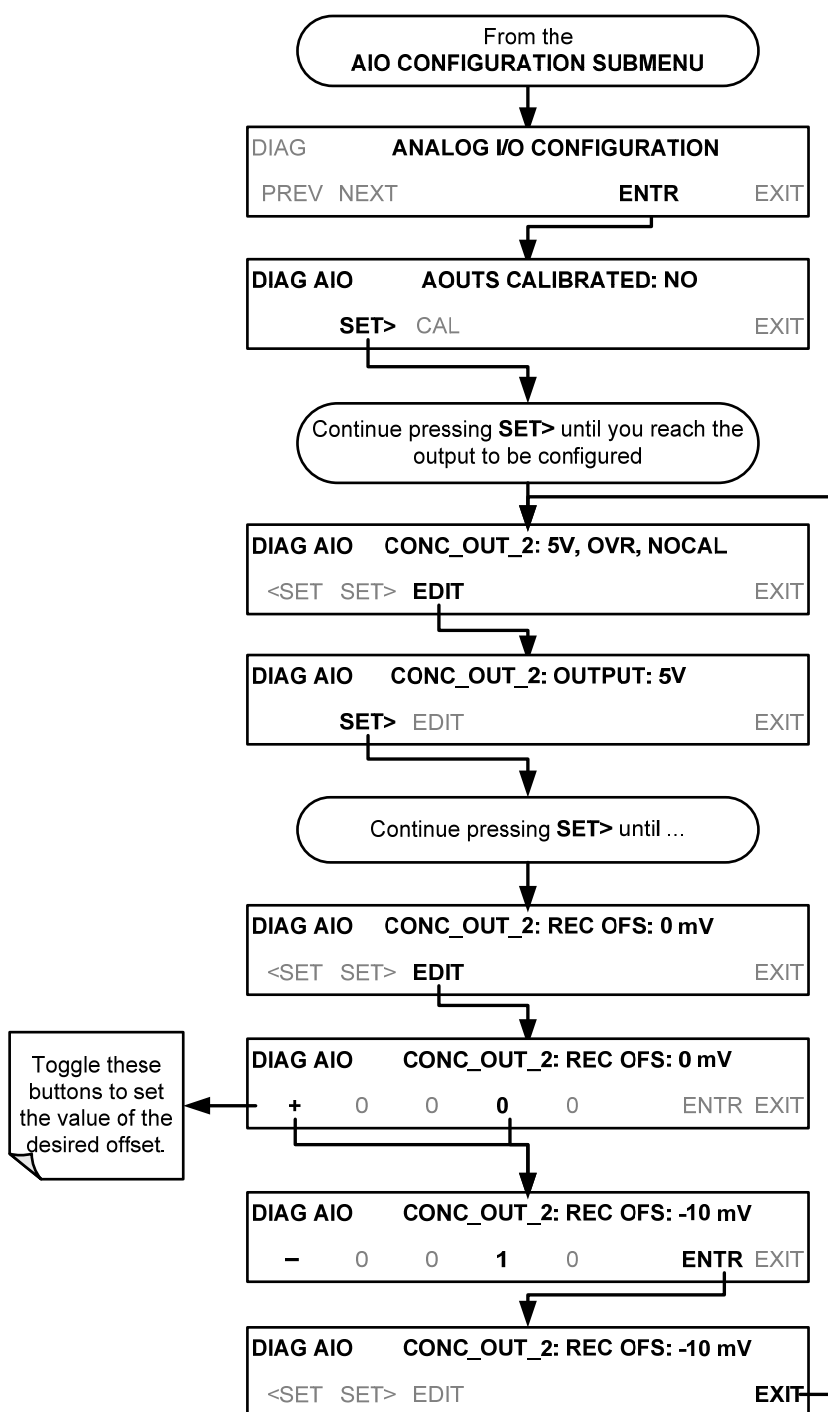 From the
AIO CONFIGURATION SUBMENU
DIAG ANALOG I/O CONFIGURATION
PREV NEXT ENTR EXIT
DIAG AIO AOUTS CALIBRATED: NO
SET> CAL EXIT
Continue pressing SET> until you reach the
output to be configured
DIAG AIO CONC_OUT_2: 5V, OVR, NOCAL
<SET SET> EDIT EXIT
DIAG AIO CONC_OUT_2: OUTPUT: 5V
SET> EDIT EXIT
Continue pressing SET> until ...
DIAG AIO CONC_OUT_2: REC OFS: 0 mV
<SET SET> EDIT EXIT
Toggle these
buttons to set
the value of the
desired offset.
DIAG AIO CONC_OUT_2: REC OFS: 0 mV
+ 0 0 0 0 ENTR EXIT
DIAG AIO CONC_OUT_2: REC OFS: -10 mV
– 0 0 1 0 ENTR EXIT
DIAG AIO CONC_OUT_2: REC OFS: -10 mV
<SET SET> EDIT EXIT